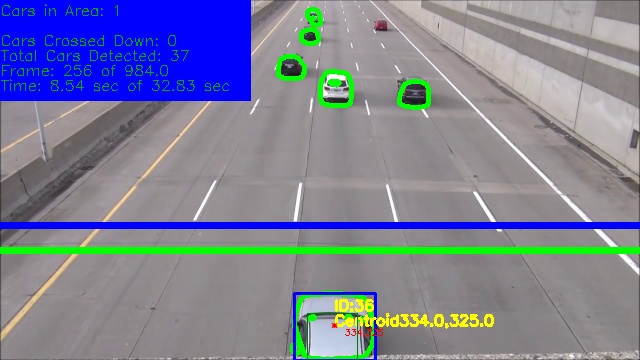 Cars in Area: 1
Cars Crossed Down: 0
Total Cars Detected: 37
Frame: 256 of 984.0
Time: 8.54 sec of 32.83 sec
ID:36
Centroid334.0,325.0